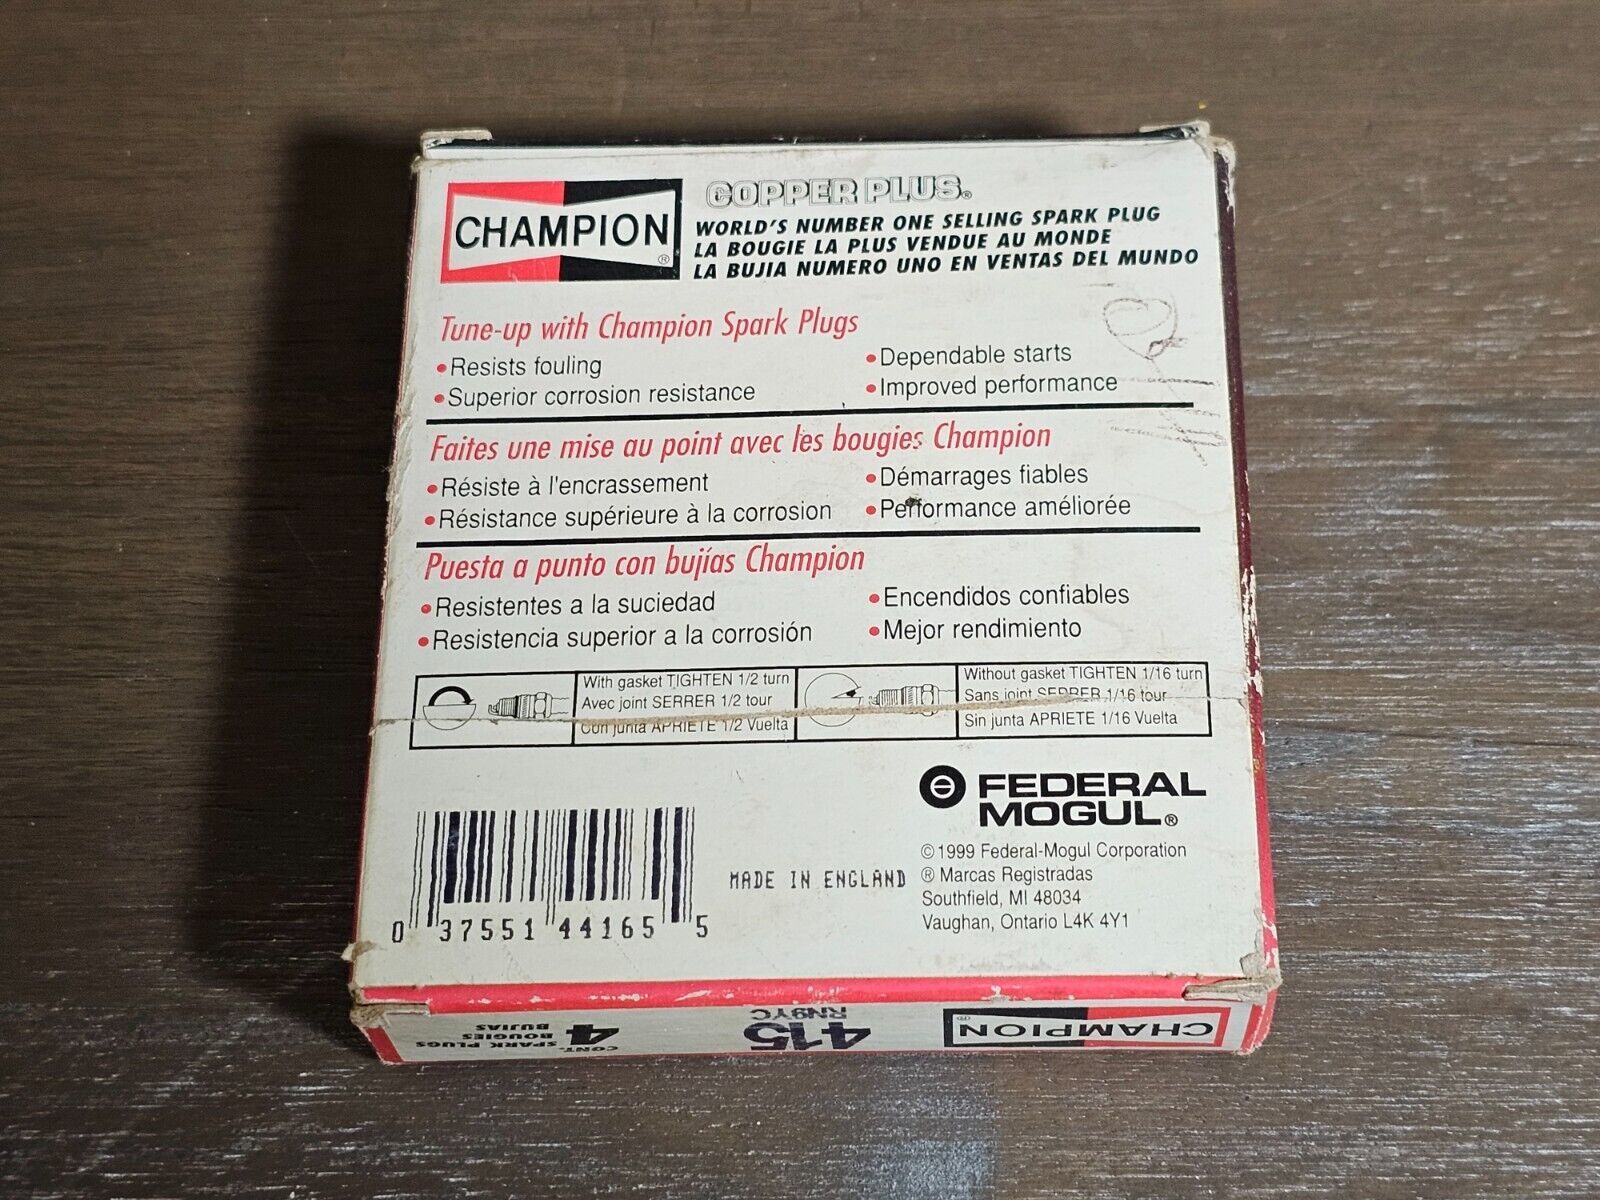 CHAMPION®
COPPER PLUS®
WORLD'S NUMBER ONE SELLING SPARK PLUG
LA BOUGIE LA PLUS VENDUE AU MONDE
LA BUJIA NUMERO UNO EN VENTAS DEL MUNDO
Tune-up with Champion Spark Plugs
•Resists fouling
•Superior corrosion resistance
•Dependable starts
•Improved performance
Faites une mise au point avec les bougies Champion
•Résiste à l'encrassement
•Résistance supérieure à la corrosion
•Démarrages fiables
•Performance améliorée
Puesta a punto con bujías Champion
•Resistentes a la suciedad
•Resistencia superior a la corrosión
•Encendidos confiables
•Mejor rendimiento
With gasket TIGHTEN 1/2 turn
Avec joint SERRER 1/2 tour
Con junta APRIETE 1/2 Vuelta
Without gasket TIGHTEN 1/16 turn
Sans joint SERRER 1/16 tour
Sin junta APRIETE 1/16 Vuelta
FEDERAL
MOGUL®
©1999 Federal-Mogul Corporation
® Marcas Registradas
Southfield, MI 48034
Vaughan, Ontario L4K 4Y1
MADE IN ENGLAND
0 37551 44165 5
CHAMPION®
415
RN9YC
CONT. 4
SPARK PLUGS
BOUGIES
BUJIAS